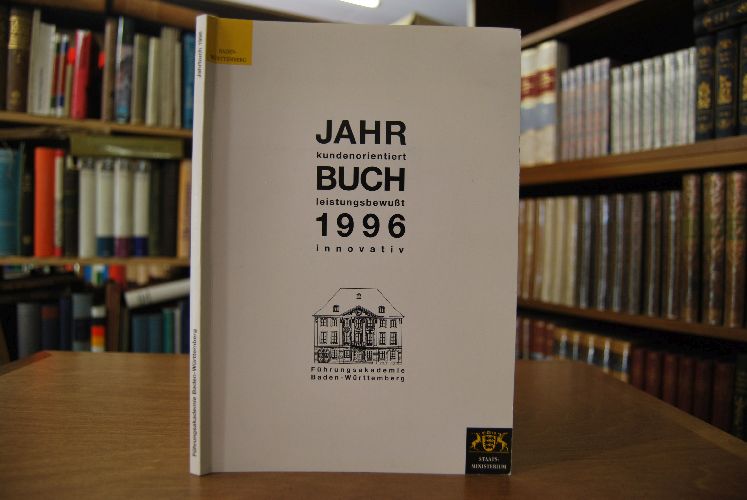 Jahrbuch 1996
Führungsakademie Baden-Württemberg
BADEN-
WÜRTTEMBERG
JAHR
kundenorientiert
BUCH
leistungsbewußt
1996
innovativ
Führungsakademie
Baden-Württemberg
STAATS-
MINISTERIUM